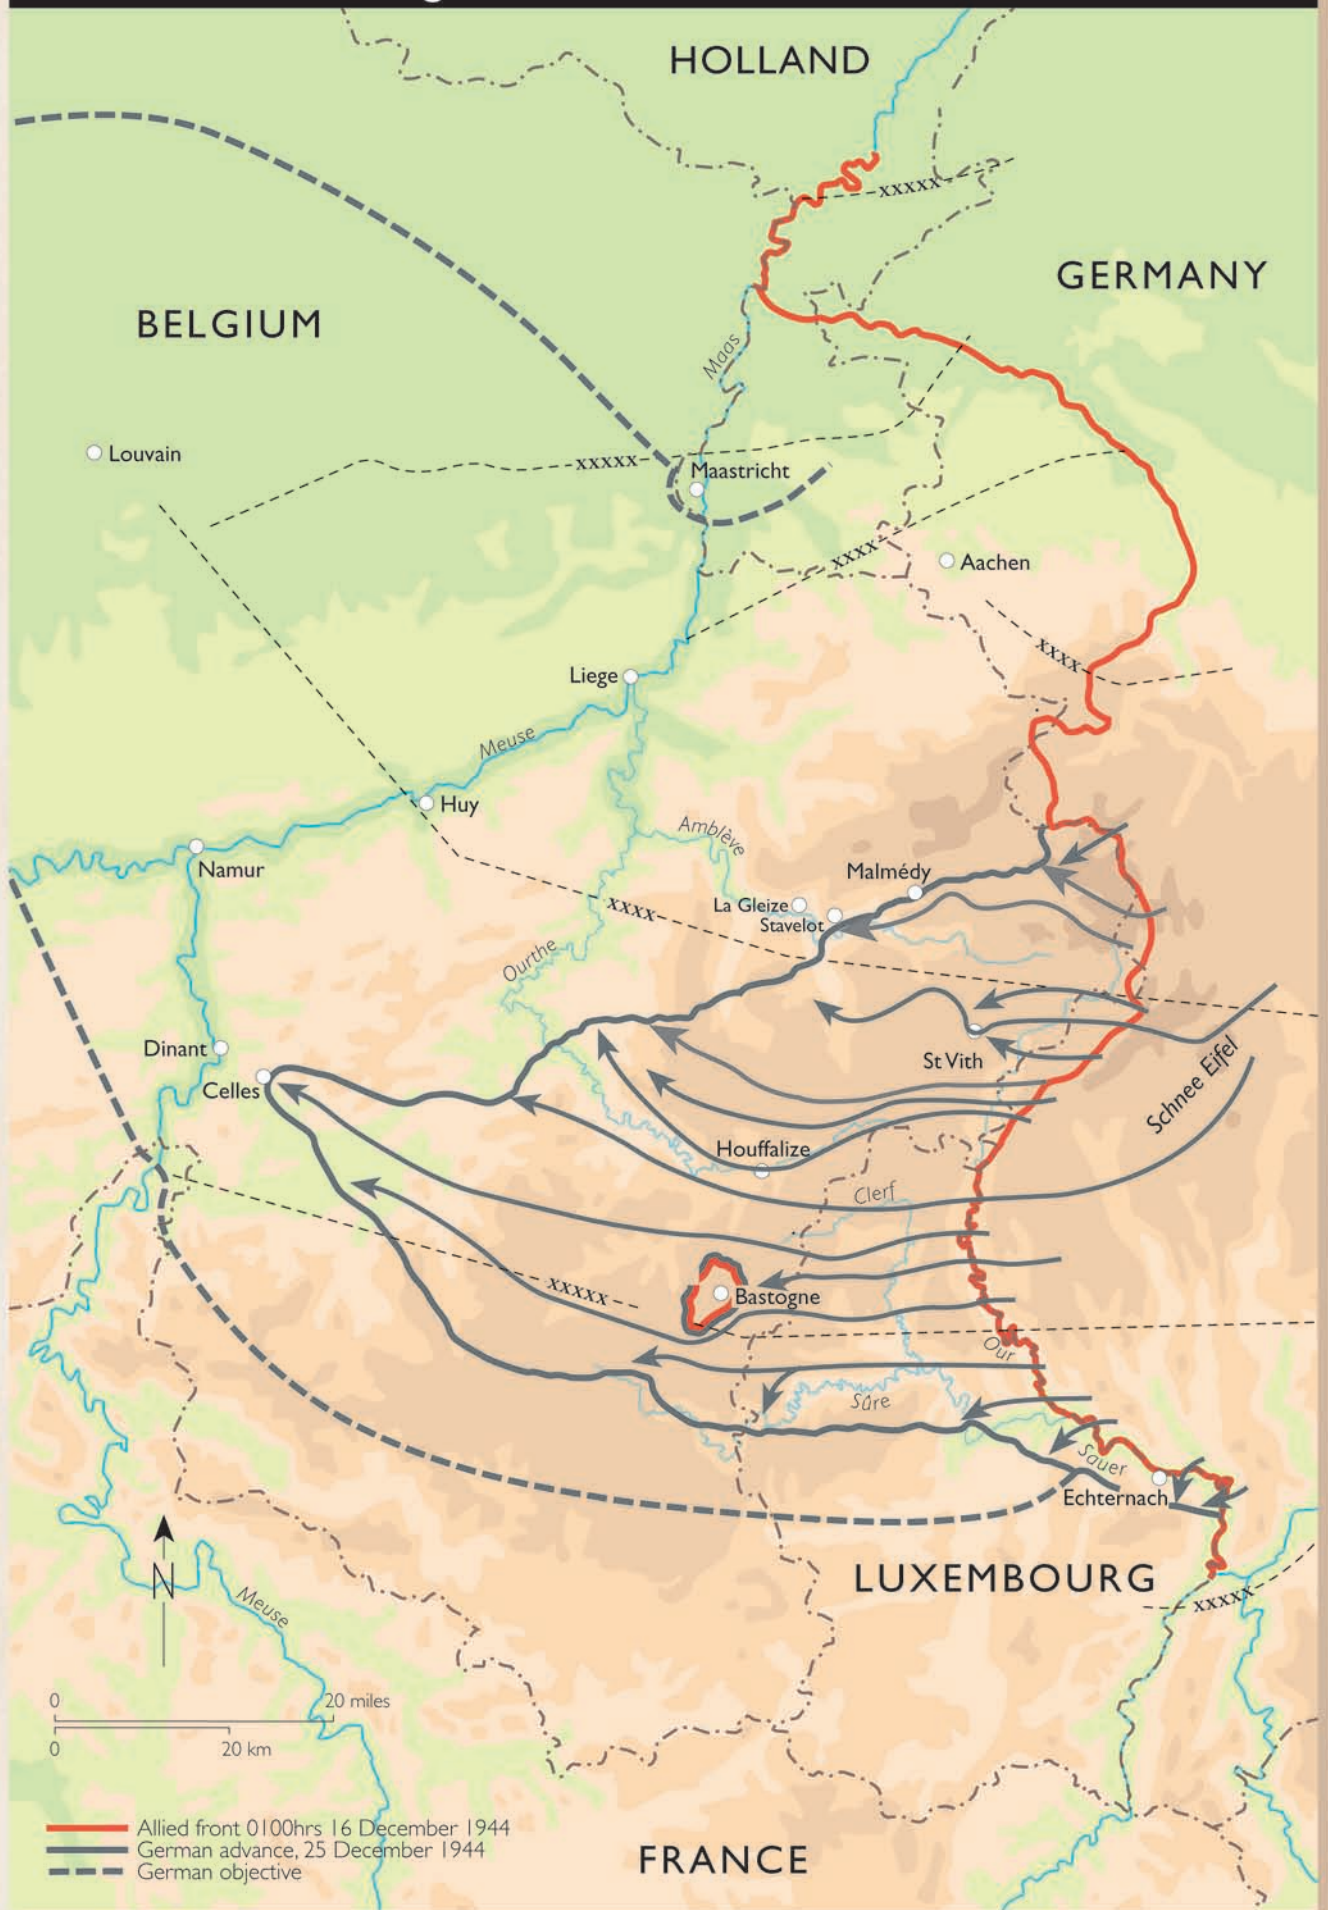 HOLLAND
xxxxx
GERMANY
BELGIUM
Maas
Louvain
xxxxx
Maastricht
xxxx
Aachen
xxxx
Liege
Meuse
Huy
Amblève
Namur
Malmédy
La Gleize
Stavelot
xxxx
Ourthe
Dinant
St Vith
Schnee Eifel
Celles
Houffalize
Clerf
xxxxx
Bastogne
Our
Sûre
Sauer
Echternach
LUXEMBOURG
N
Meuse
xxxxx
0 20 miles
0 20 km
Allied front 0100hrs 16 December 1944
German advance, 25 December 1944
German objective
FRANCE